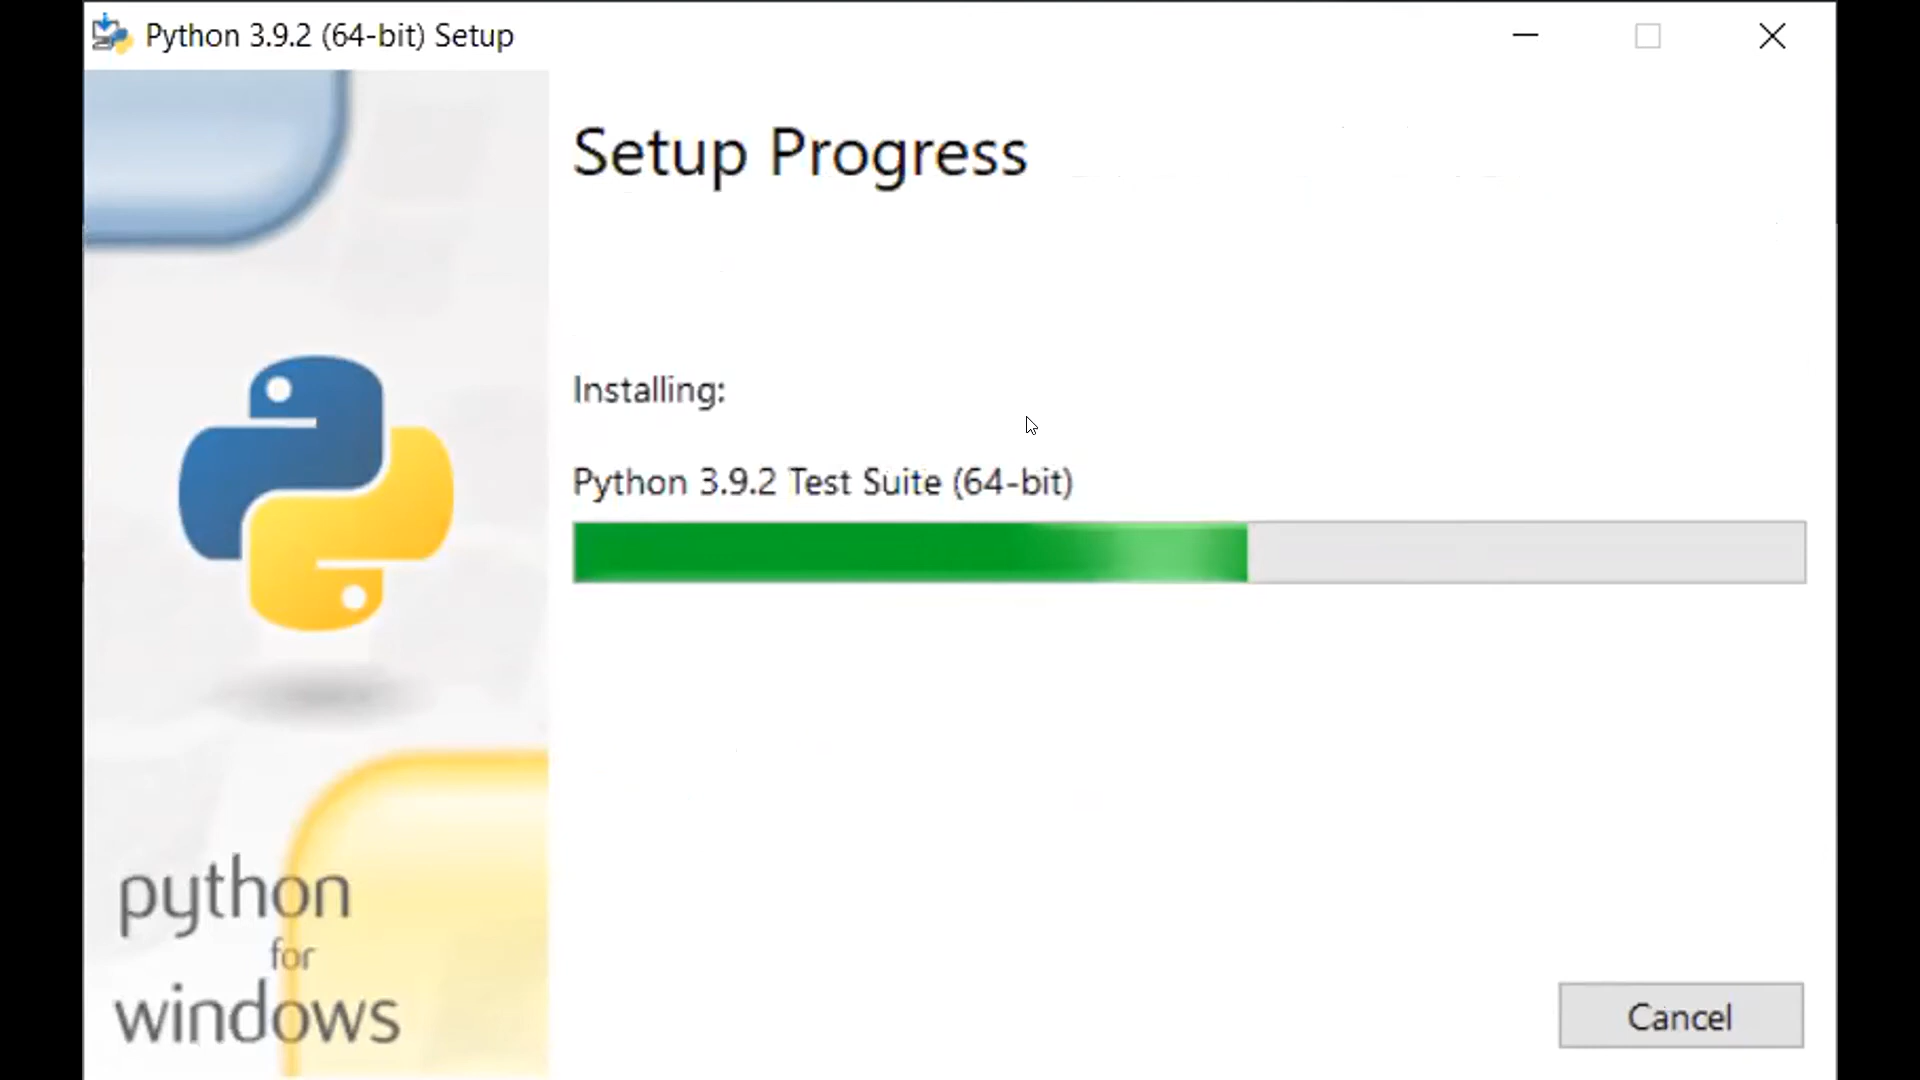 Python 3.9.2 (64-bit) Setup
Setup Progress
Installing:
Python 3.9.2 Test Suite (64-bit)
python
for
windows
Cancel